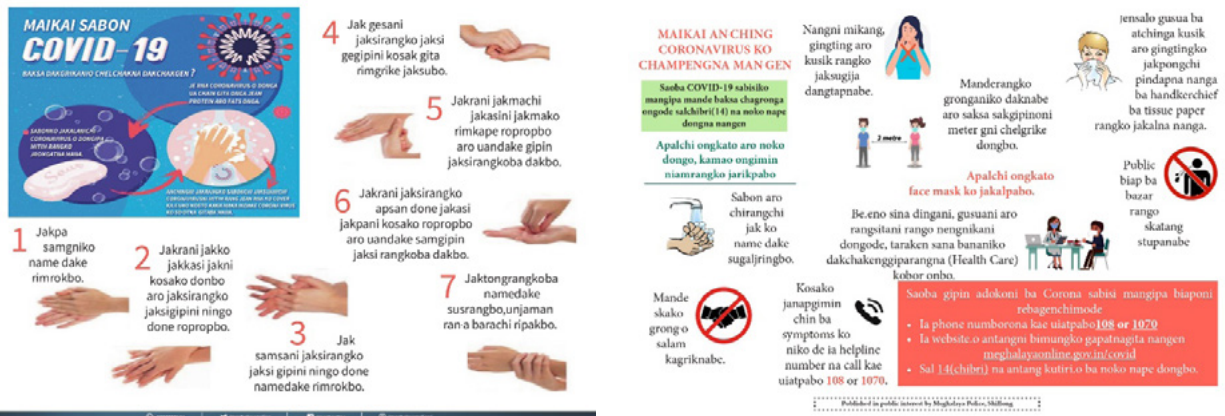 MAIKAI SABON
COVID-19
BAKSA DAKGRIKANIO CHELCHAKNA DAKCHAKGEN ?
1 Jakpa
samgniko
name dake
rimrokbo.
2 Jakrani jakko
jakkasi jakni
kosako donbo
aro jaksirangko
jaksigipini ningo
done ropropbo.
3 Jak
samsani jaksirangko
jaksi gipini ningo done
namedake rimrokbo.
4 Jak gesani
jaksirangko jaksi
gegipini kosak gita
rimgrike jaksubo.
5 Jakrani jakmachi
jakasini jakmako
rimkape ropropbo
aro uandake gipin
jaksirangkoba dakbo.
6 Jakrani jaksirangko
apsan done jakasi
jakpani kosako ropropbo
aro uandake samgipin
jaksi rangkoba dakbo.
7 Jaktongrangkoba
namedake
susrangbo,unjaman
ran·a barachi ripakbo.
MAIKAI AN·CHING
CORONAVIRUS KO
CHAMPENGNA MAN·GEN
Saoba COVID-19 sabisiko
mangipa mande baksa chagronga
ongode salchibri(14) na noko nape
dongna nangen
Apalchi ongkato aro noko
dongo, kamao ongimin
niamrangko jarikpabo
Sabon aro
chirangchi
jak ko
name dake
sugaljringbo.
Mande
skako
grong·o
salam
kagriknabe.
Nangni mikang,
gingting aro
kusik rangko
jaksugija
dangtapnabe.
Jensalo gusua ba
atchinga kusik
aro gingtingko
jakpongchi
pindapna nanga
ba handkerchief
ba tissue paper
rangko jakalna nanga.
Manderangko
gronganiko daknabe
aro saksa sakgipinoni
meter gni chelgrike
dongbo.
2 metre
Apalchi ongkato
face mask ko jakalpabo.
Public
biap ba
bazar
rango
skatang
stupanabe
Be.eno sina dingani, gusuani aro
rangsitani rango nengnikani
dongode, taraken sana bananiko
dakchakenggiparangna (Health Care)
kobor onbo.
Kosako
janapgimin
chin ba
symptoms ko
niko de ia helpline
number na call kae
uiatpabo 108 or 1070.
Saoba gipin adokoni ba Corona sabisi mangipa biaponi
rebagenchimode
• Ia phone numborona kae uiatpabo108 or 1070
• Ia website.o antangni bimungko gapatnagita nangen
meghalayaonline.gov.in/covid
• Sal 14(chibri) na antang kutiri.o ba noko nape dongbo.
Published in public interest by Meghalaya Police, Shillong